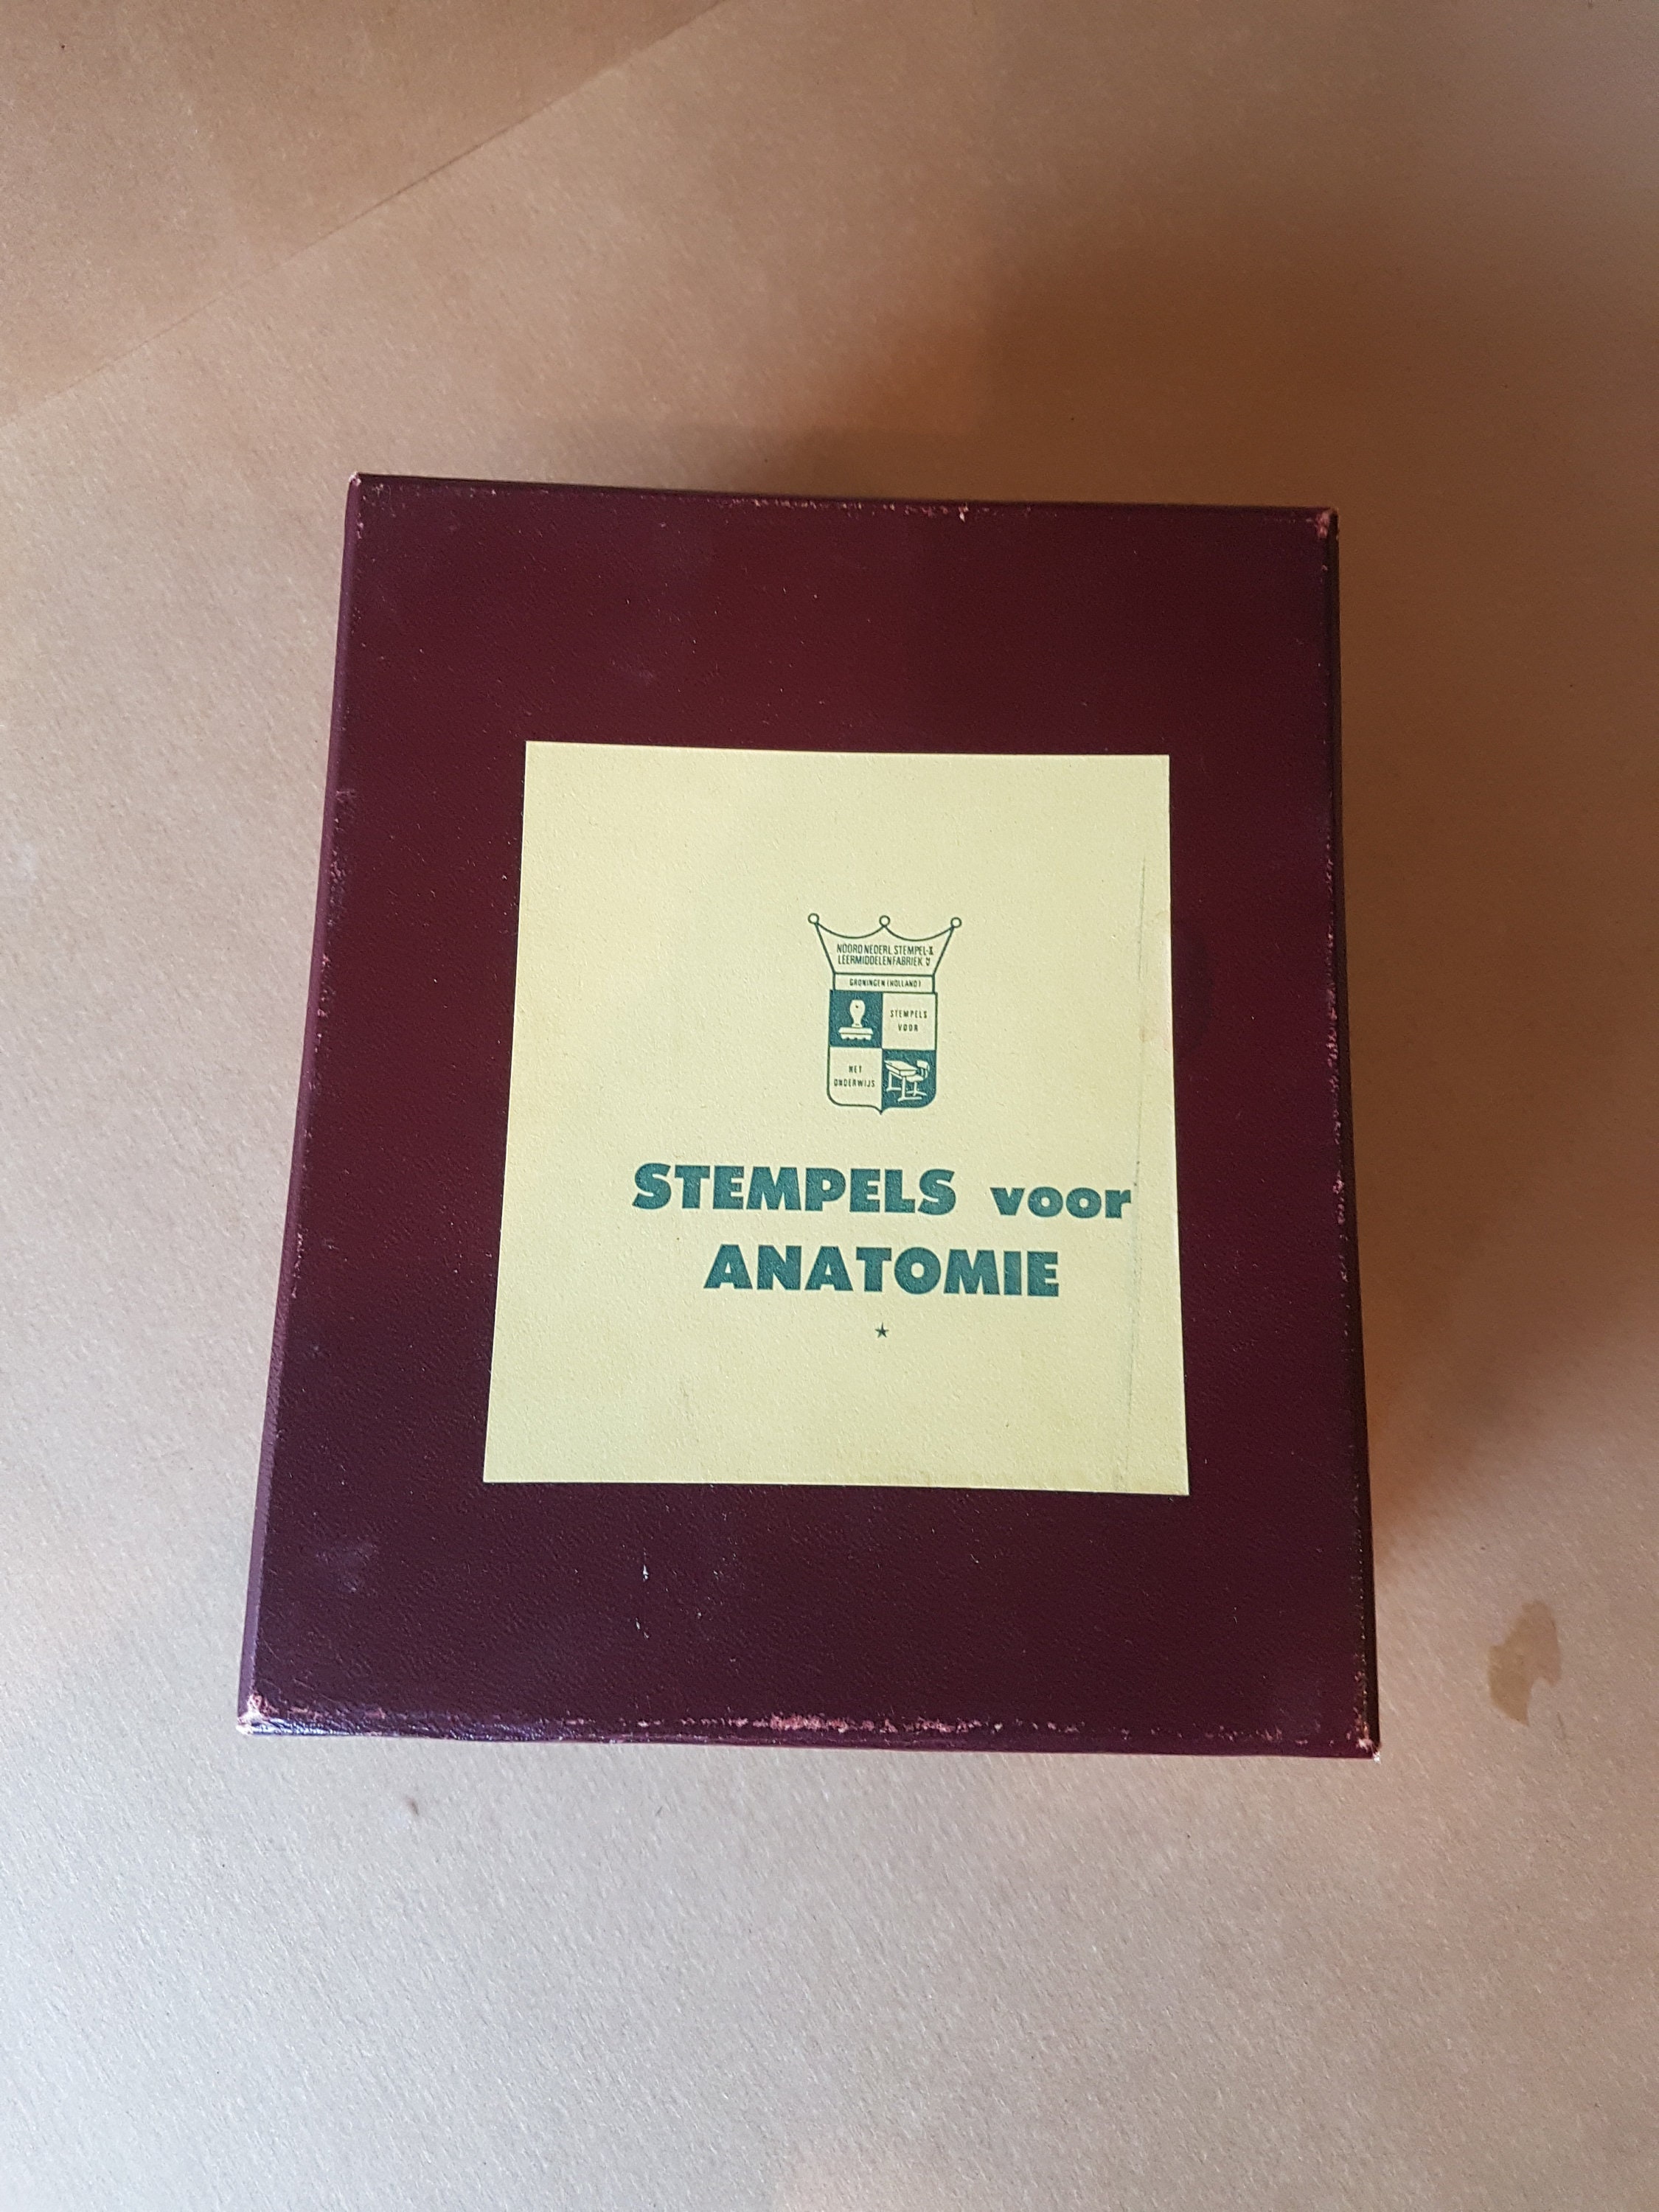 NOORD NEDERL. STEMPEL- &
LEERMIDDELENFABRIEK.
GRONINGEN (HOLLAND)
STEMPELS
VOOR
HET
ONDERWIJS
STEMPELS voor
ANATOMIE